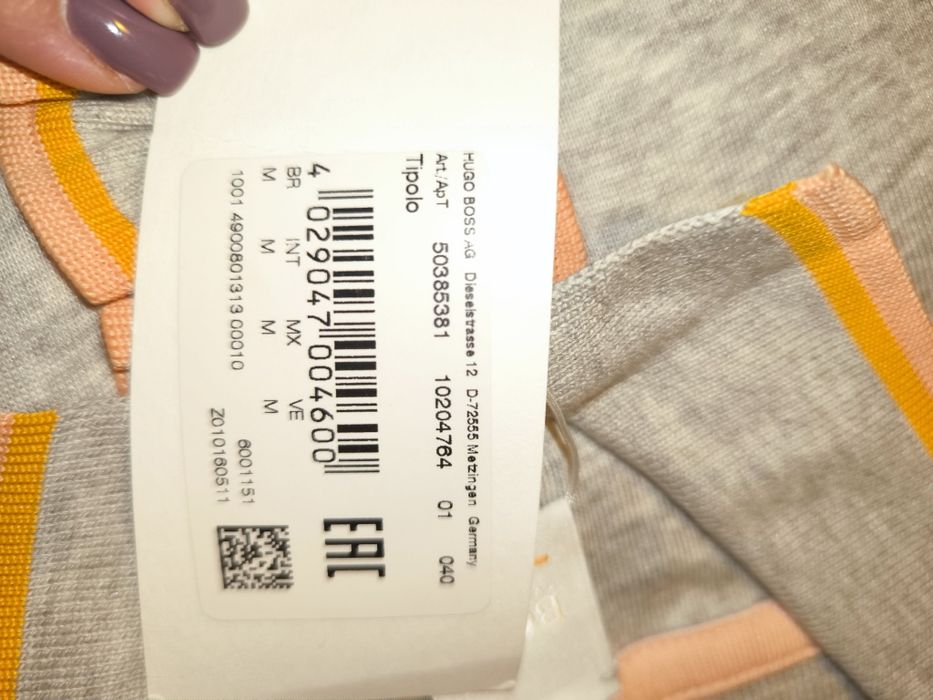 HUGO BOSS AG Dieselstrasse 12 D-72555 Metzingen Germany
Art./АрТ 50385381 10204764 01 040
Tipolo
4 029047 004600
EAC
BR INT MX VE
M M M M
6001151
1001 4900801313 00010
Z010160511